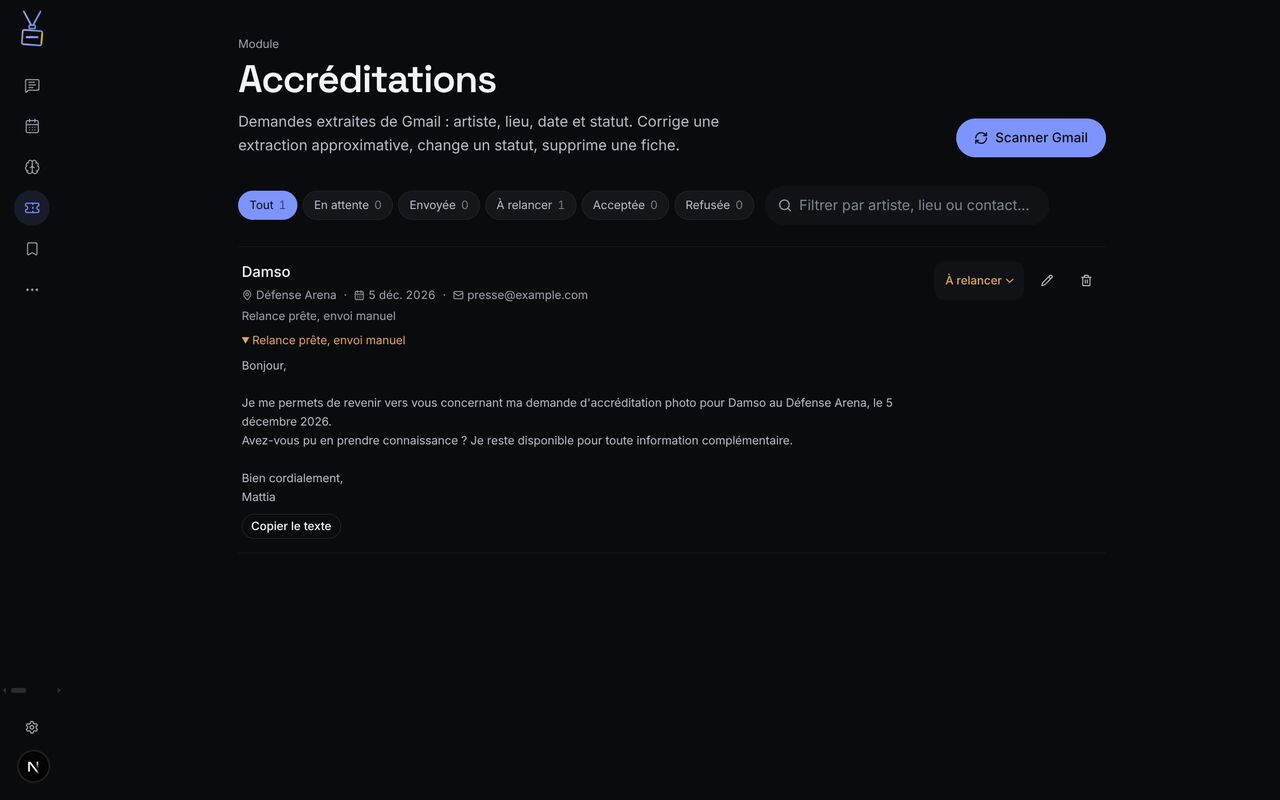 Module
Accréditations
Demandes extraites de Gmail : artiste, lieu, date et statut. Corrige une
extraction approximative, change un statut, supprime une fiche.
Scanner Gmail
Tout 1
En attente 0
Envoyée 0
À relancer 1
Acceptée 0
Refusée 0
Filtrer par artiste, lieu ou contact...
Damso
À relancer
Défense Arena · 5 déc. 2026 · presse@example.com
Relance prête, envoi manuel
Relance prête, envoi manuel
Bonjour,
Je me permets de revenir vers vous concernant ma demande d'accréditation photo pour Damso au Défense Arena, le 5
décembre 2026.
Avez-vous pu en prendre connaissance ? Je reste disponible pour toute information complémentaire.
Bien cordialement,
Mattia
Copier le texte
N